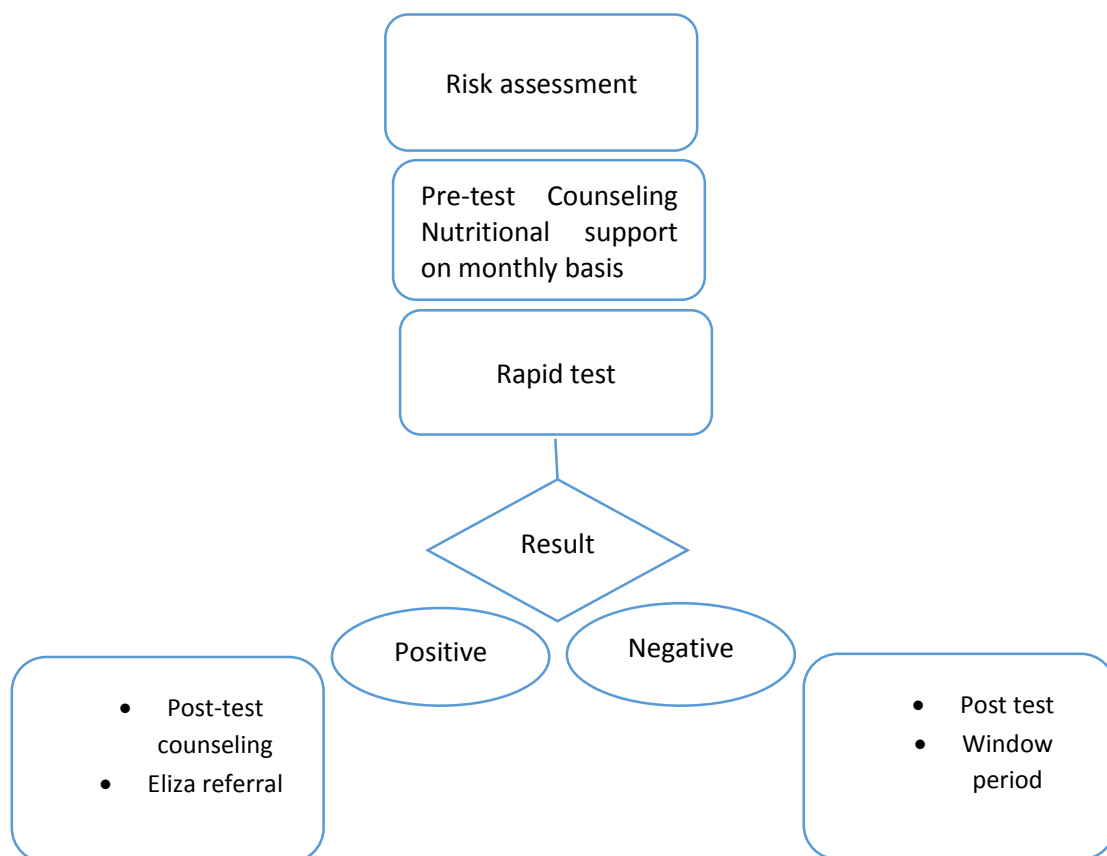 Risk assessment
Pre-test Counseling
Nutritional support
on monthly basis
Rapid test
Result
Positive
Negative
• Post-test
counseling
• Eliza referral
• Post test
• Window
period